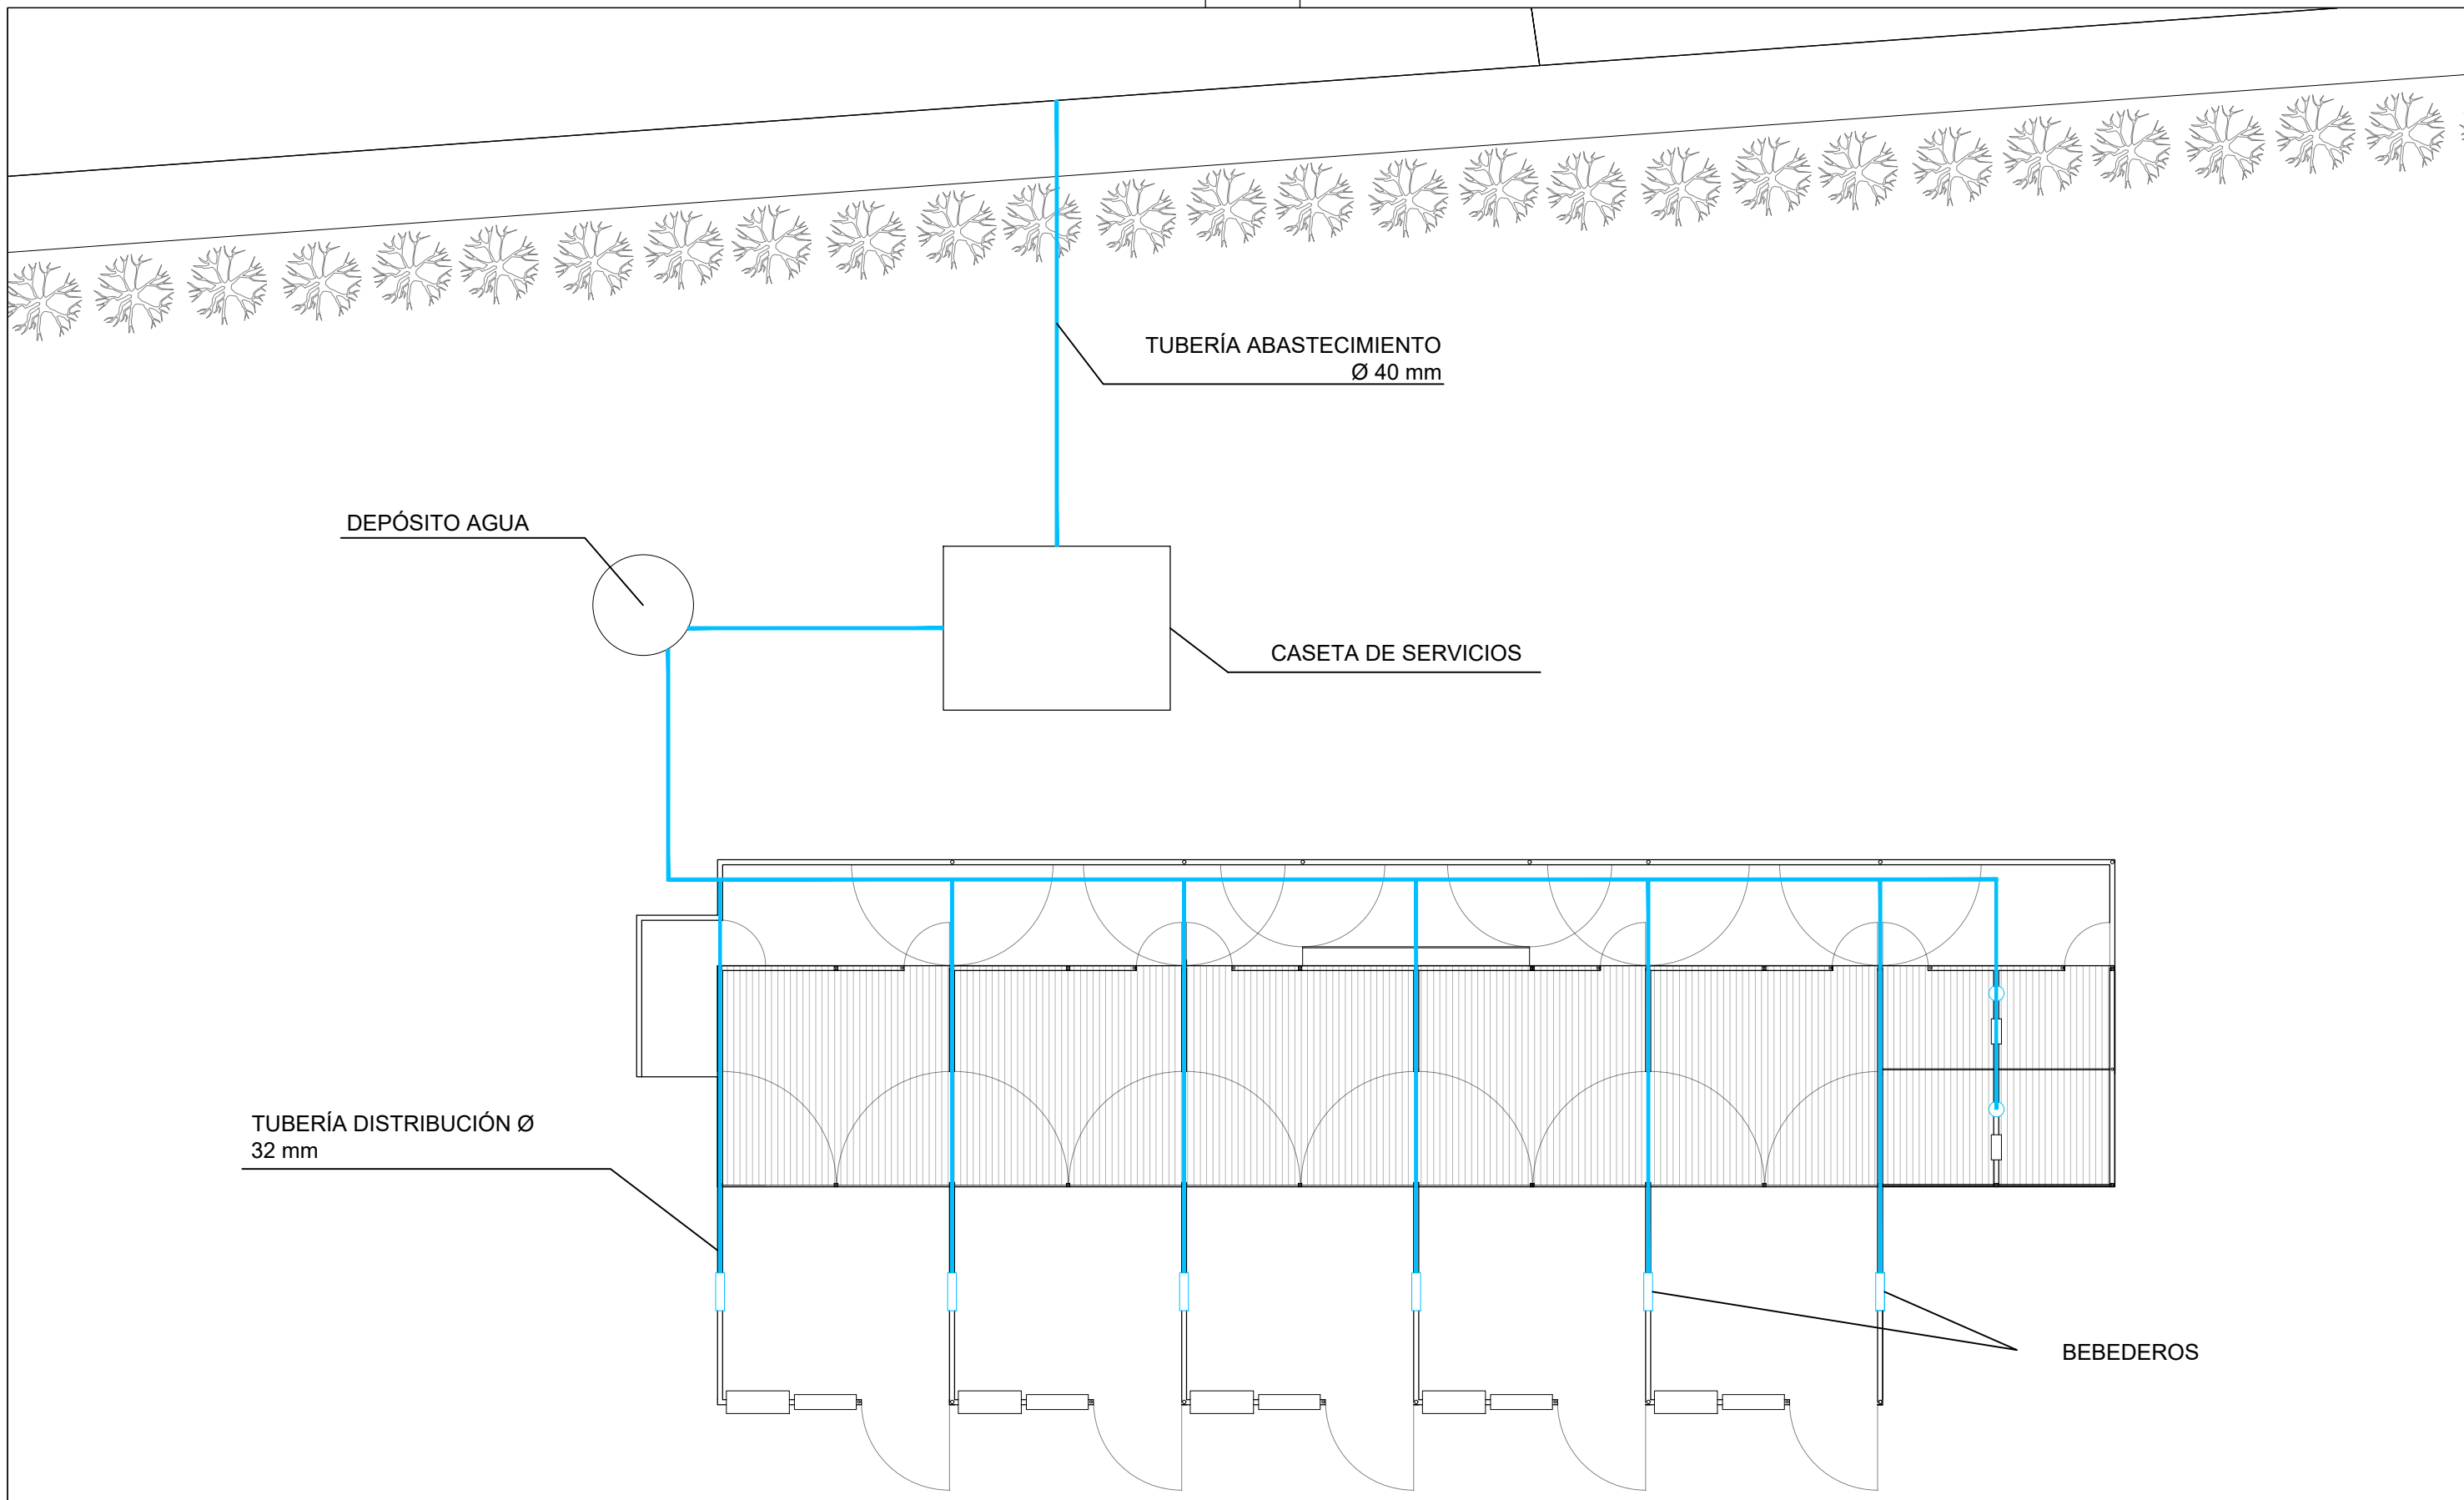 TUBERÍA ABASTECIMIENTO
Ø 40 mm
DEPÓSITO AGUA
CASETA DE SERVICIOS
TUBERÍA DISTRIBUCIÓN Ø
32 mm
BEBEDEROS